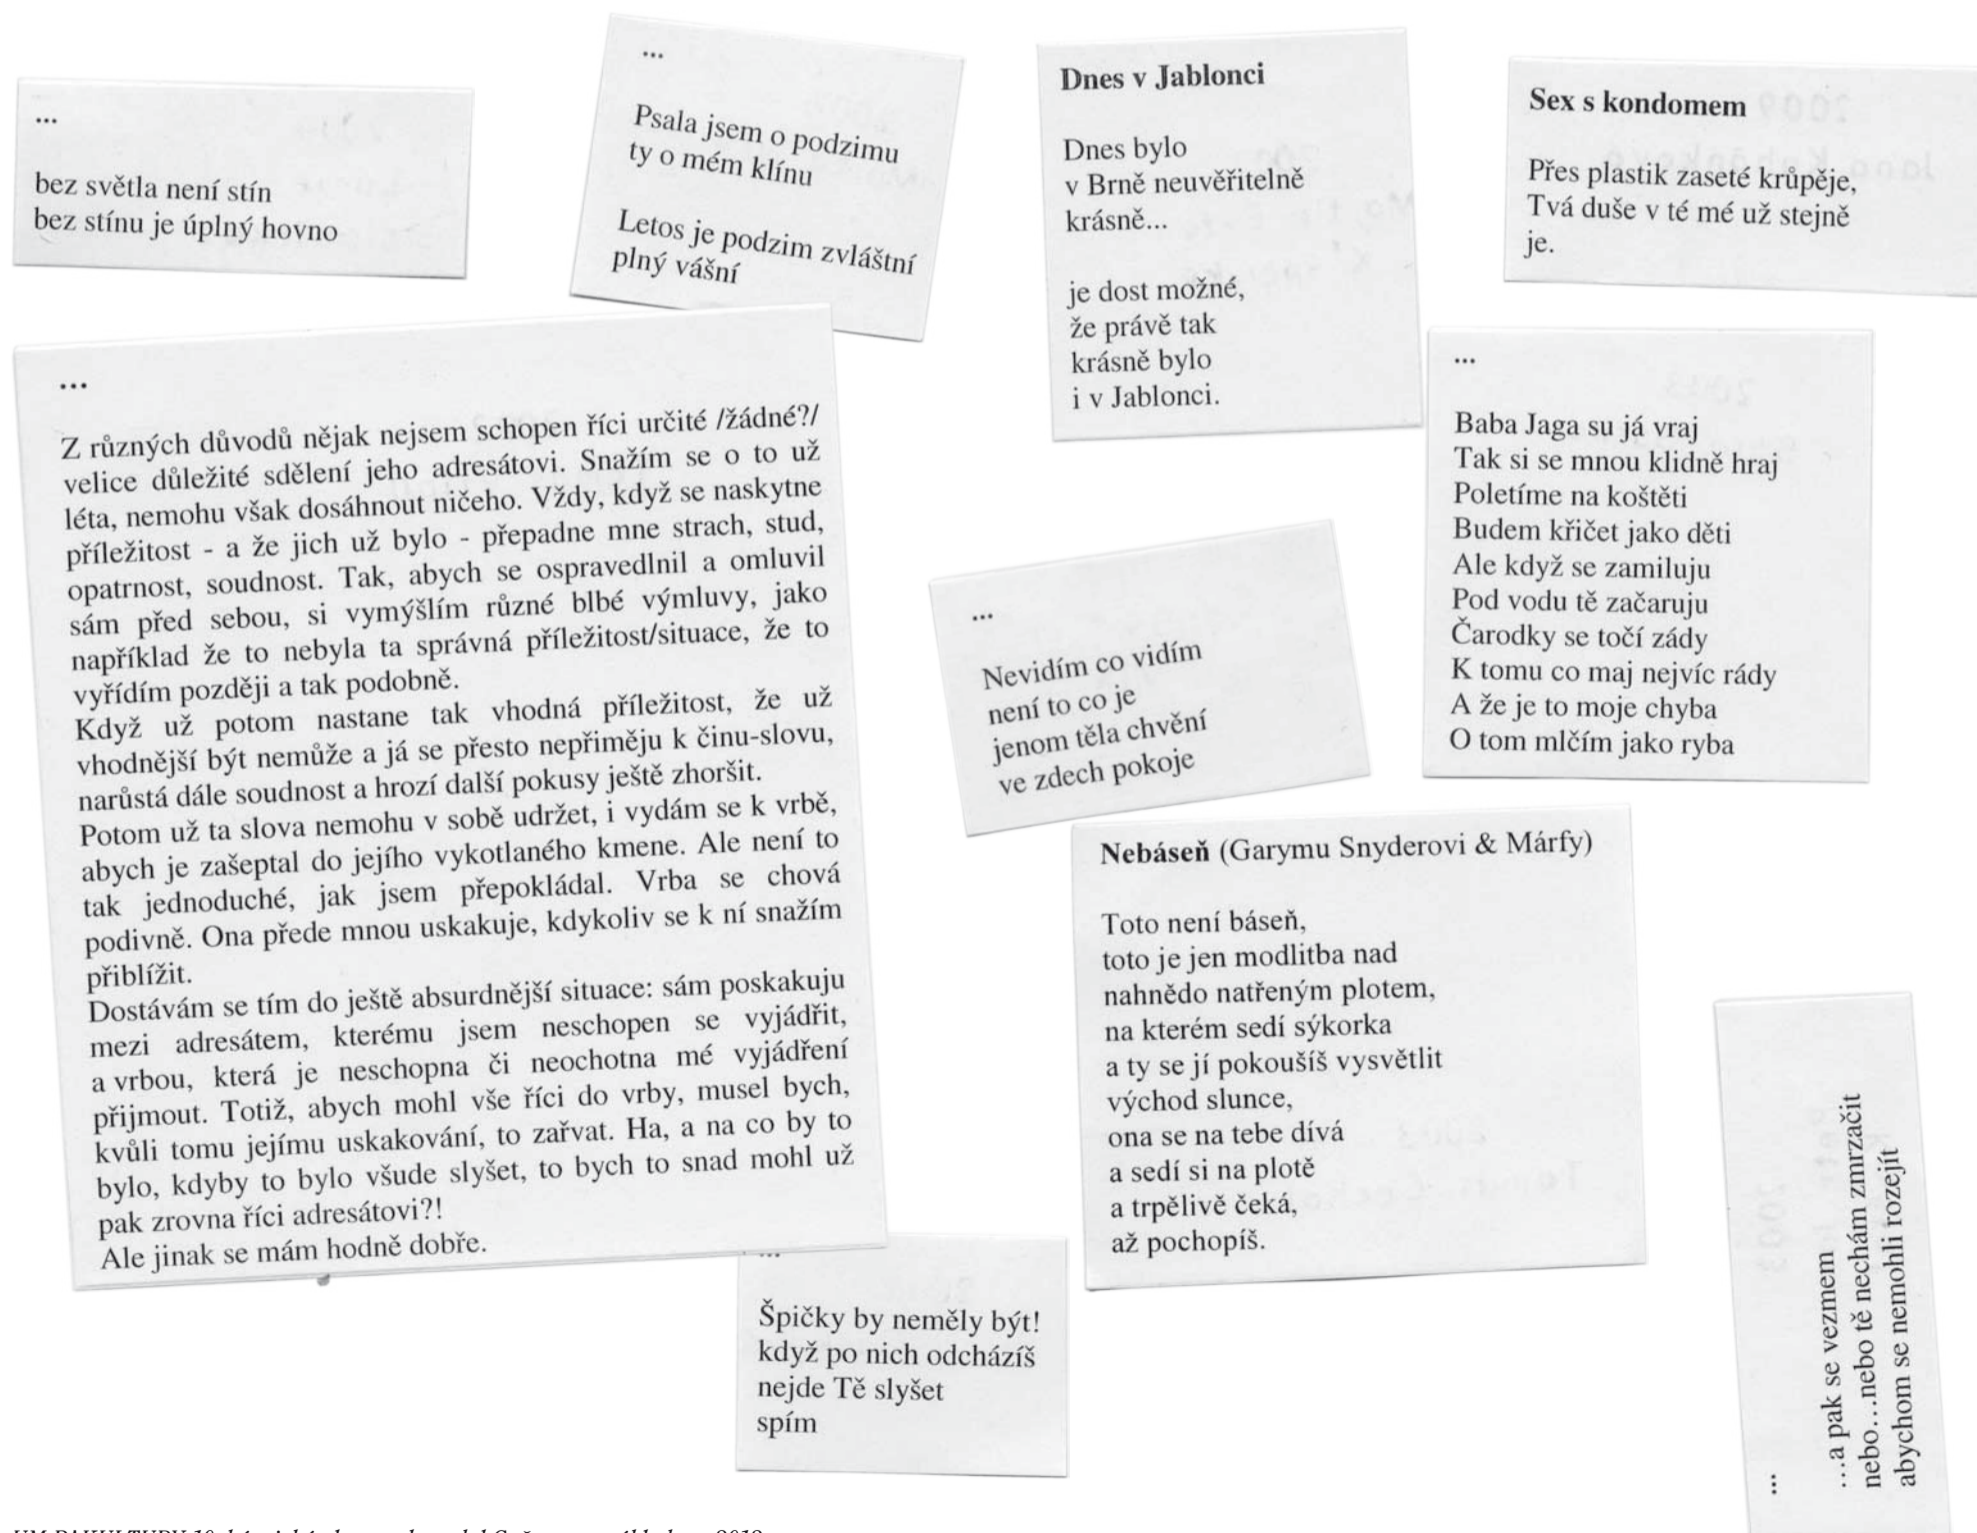 ...
bez světla není stín
bez stínu je úplný hovno
...
Psala jsem o podzimu
ty o mém klínu
Letos je podzim zvláštní
plný vášní
Dnes v Jablonci
Dnes bylo
v Brně neuvěřitelně
krásně...
je dost možné,
že právě tak
krásně bylo
i v Jablonci.
Sex s kondomem
Přes plastik zaseté krůpěje,
Tvá duše v té mé už stejně
je.
...
Z různých důvodů nějak nejsem schopen říci určité /žádné?/
velice důležité sdělení jeho adresátovi. Snažím se o to už
léta, nemohu však dosáhnout ničeho. Vždy, když se naskytne
příležitost - a že jich už bylo - přepadne mne strach, stud,
opatrnost, soudnost. Tak, abych se ospravedlnil a omluvil
sám před sebou, si vymýšlím různé blbé výmluvy, jako
například že to nebyla ta správná příležitost/situace, že to
vyřídím později a tak podobně.
Když už potom nastane tak vhodná příležitost, že už
vhodnější být nemůže a já se přesto nepřiměju k činu-slovu,
narůstá dále soudnost a hrozí další pokusy ještě zhoršit.
Potom už ta slova nemohu v sobě udržet, i vydám se k vrbě,
abych je zašeptal do jejího vykotlaného kmene. Ale není to
tak jednoduché, jak jsem přepokládal. Vrba se chová
podivně. Ona přede mnou uskakuje, kdykoliv se k ní snažím
přiblížit.
Dostávám se tím do ještě absurdnější situace: sám poskakuju
mezi adresátem, kterému jsem neschopen se vyjádřit,
a vrbou, která je neschopna či neochotna mé vyjádření
přijmout. Totiž, abych mohl vše říci do vrby, musel bych,
kvůli tomu jejímu uskakování, to zařvat. Ha, a na co by to
bylo, kdyby to bylo všude slyšet, to bych to snad mohl už
pak zrovna říci adresátovi?!
Ale jinak se mám hodně dobře.
...
Baba Jaga su já vraj
Tak si se mnou klidně hraj
Poletíme na koštěti
Budem křičet jako děti
Ale když se zamiluju
Pod vodu tě začaruju
Čarodky se točí zády
K tomu co maj nejvíc rády
A že je to moje chyba
O tom mlčím jako ryba
...
Nevidím co vidím
není to co je
jenom těla chvění
ve zdech pokoje
Nebáseň (Garymu Snyderovi & Márfy)
Toto není báseň,
toto je jen modlitba nad
nahnědo natřeným plotem,
na kterém sedí sýkorka
a ty se jí pokoušíš vysvětlit
východ slunce,
ona se na tebe dívá
a sedí si na plotě
a trpělivě čeká,
až pochopíš.
...
Špičky by neměly být!
když po nich odcházíš
nejde Tě slyšet
spím
...
…a pak se vezmem
nebo…nebo tě nechám zmrzačit
abychom se nemohli rozejít